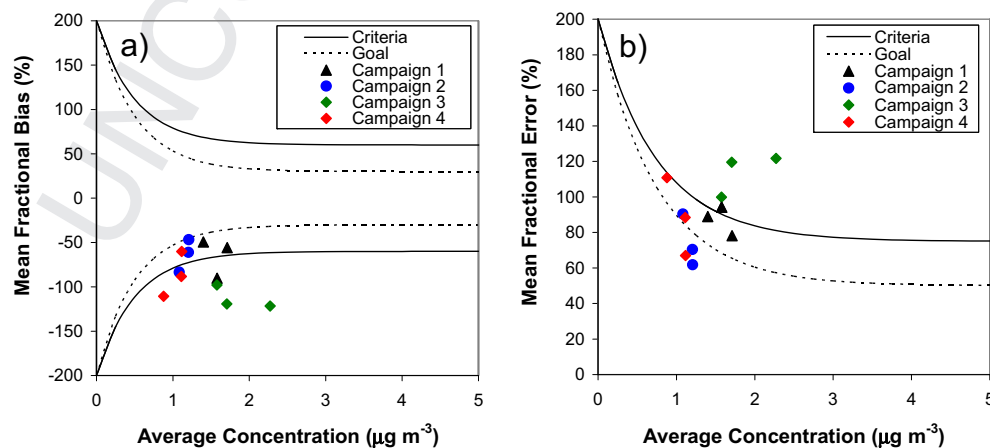 UNC
a)
Criteria
Goal
Campaign 1
Campaign 2
Campaign 3
Campaign 4
Mean Fractional Bias (%)
200
150
100
50
0
-50
-100
-150
-200
0 1 2 3 4 5
Average Concentration (µg m-3)
b)
Criteria
Goal
Campaign 1
Campaign 2
Campaign 3
Campaign 4
Mean Fractional Error (%)
200
180
160
140
120
100
80
60
40
20
0
0 1 2 3 4 5
Average Concentration (µg m-3)